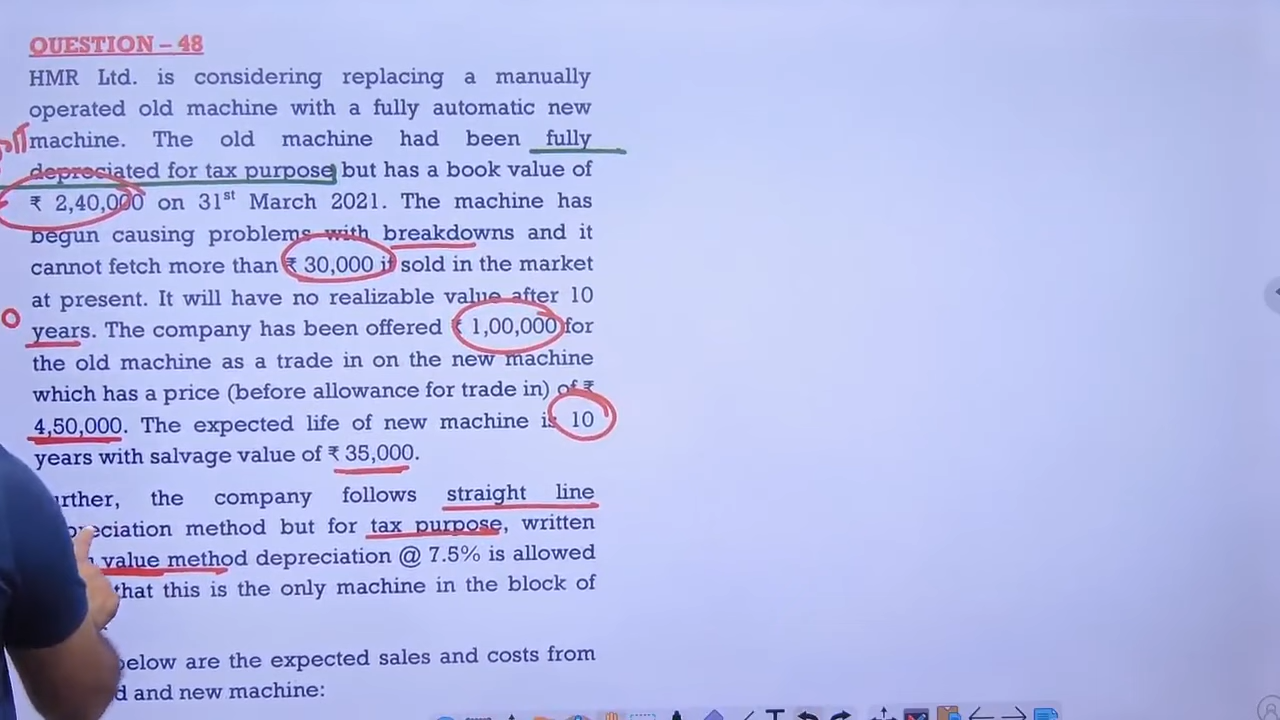 QUESTION – 48
HMR Ltd. is considering replacing a manually
operated old machine with a fully automatic new
machine. The old machine had been fully
depreciated for tax purpose but has a book value of
₹ 2,40,000 on 31st March 2021. The machine has
begun causing problems with breakdowns and it
cannot fetch more than ₹ 30,000 if sold in the market
at present. It will have no realizable value after 10
years. The company has been offered ₹ 1,00,000 for
the old machine as a trade in on the new machine
which has a price (before allowance for trade in) of ₹
4,50,000. The expected life of new machine is 10
years with salvage value of ₹ 35,000.
the company follows straight line
method but for tax purpose, written
value method depreciation @ 7.5% is allowed
that this is the only machine in the block of
below are the expected sales and costs from
and new machine: